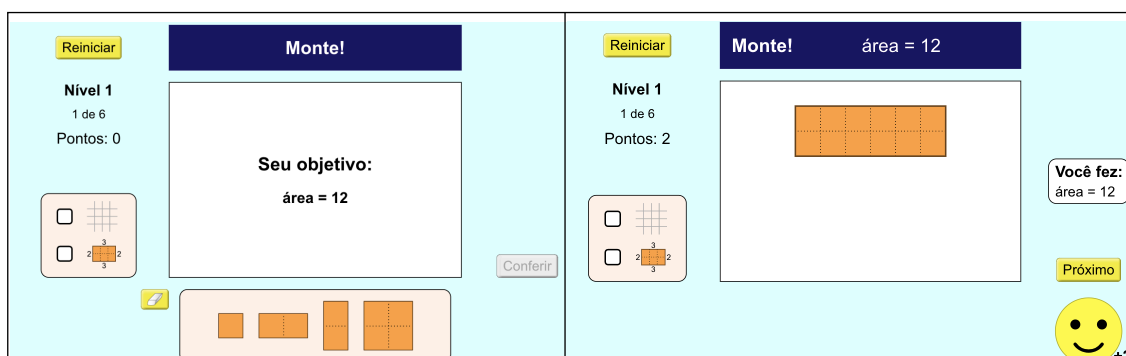 Reiniciar
Monte!
Nível 1
1 de 6
Pontos: 0
Seu objetivo:
área = 12
3
2 2
3
Conferir
Reiniciar
Monte! área = 12
Nível 1
1 de 6
Pontos: 2
3
2 2
3
Você fez:
área = 12
Próximo